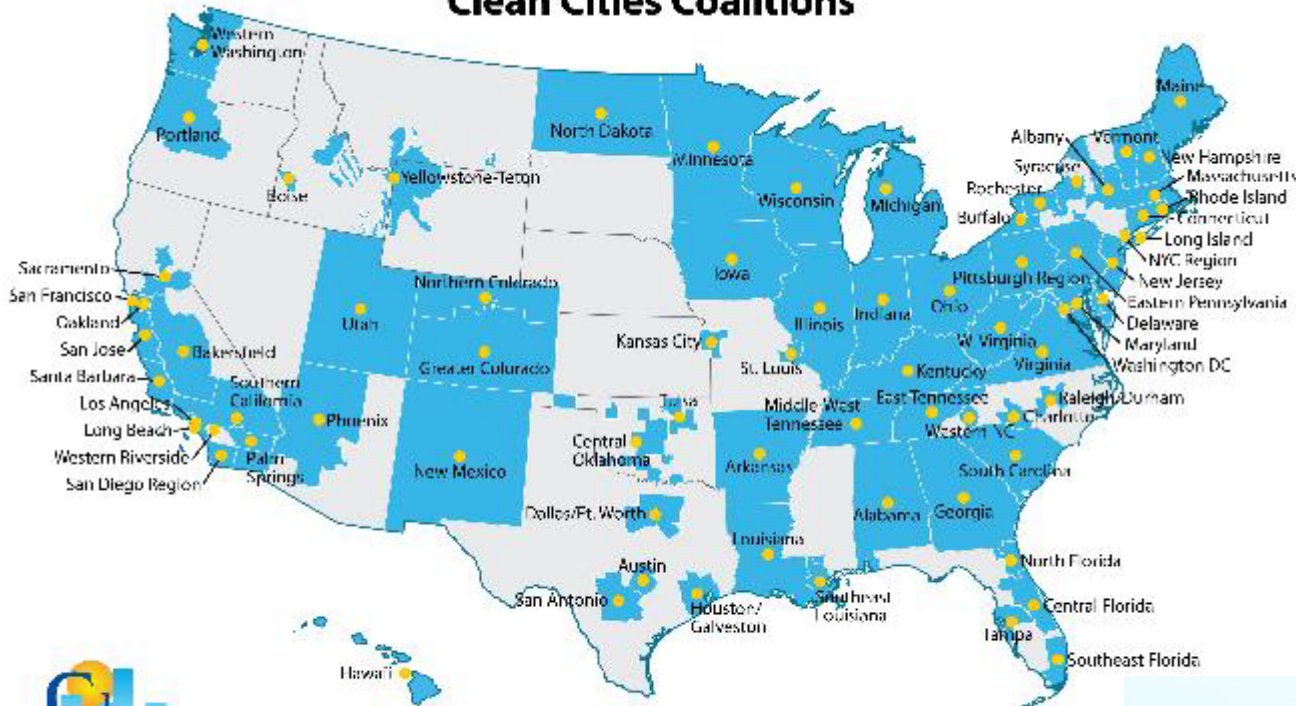 Clean Cities Coalitions
Western
Washington
Portland
Boise
Yellowstone-Teton
North Dakota
Minnesota
Wisconsin
Michigan
Iowa
Maine
Albany
Vermont
New Hampshire
Syracuse
Massachusetts
Rochester
Rhode Island
Buffalo
Connecticut
Long Island
NYC Region
New Jersey
Pittsburgh Region
Eastern Pennsylvania
Delaware
Maryland
Washington DC
Sacramento
San Francisco
Oakland
San Jose
Santa Barbara
Los Angeles
Long Beach
Western Riverside
San Diego Region
Bakersfield
Southern
California
Palm
Springs
Utah
Northern Colorado
Greater Colorado
Phoenix
New Mexico
Kansas City
St. Louis
Illinois
Indiana
Ohio
W. Virginia
Virginia
Kentucky
East Tennessee
Middle-West
Tennessee
Raleigh/Durham
Charlotte
Western NC
South Carolina
Tulsa
Central
Oklahoma
Arkansas
Dallas/Ft. Worth
Austin
San Antonio
Houston/
Galveston
Louisiana
Southeast
Louisiana
Alabama
Georgia
North Florida
Central Florida
Tampa
Southeast Florida
Hawaii